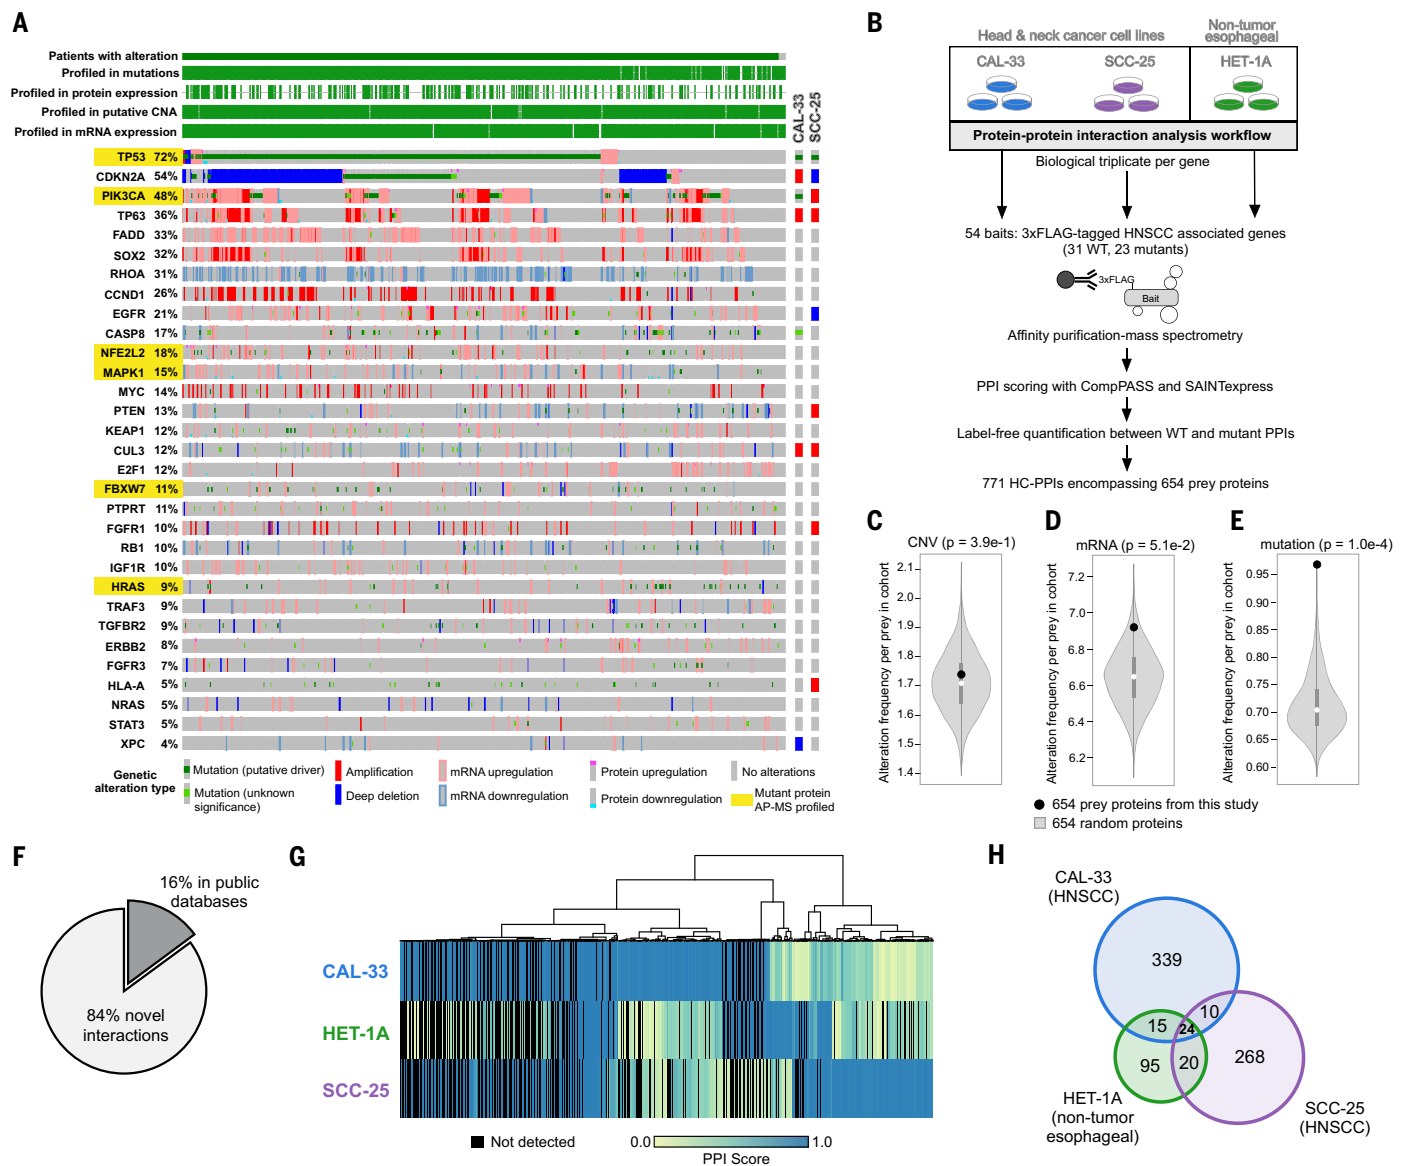 A
Patients with alteration
Profiled in mutations
Profiled in protein expression
Profiled in putative CNA
Profiled in mRNA expression
CAL-33
SCC-25
TP53 72%
CDKN2A 54%
PIK3CA 48%
TP63 36%
FADD 33%
SOX2 32%
RHOA 31%
CCND1 26%
EGFR 21%
CASP8 17%
NFE2L2 18%
MAPK1 15%
MYC 14%
PTEN 13%
KEAP1 12%
CUL3 12%
E2F1 12%
FBXW7 11%
PTPRT 11%
FGFR1 10%
RB1 10%
IGF1R 10%
HRAS 9%
TRAF3 9%
TGFBR2 9%
ERBB2 8%
FGFR3 7%
HLA-A 5%
NRAS 5%
STAT3 5%
XPC 4%
Genetic
alteration type
Mutation (putative driver)
Mutation (unknown
significance)
Amplification
Deep deletion
mRNA upregulation
mRNA downregulation
Protein upregulation
Protein downregulation
No alterations
Mutant protein
AP-MS profiled
B
Head & neck cancer cell lines
Non-tumor
esophageal
CAL-33
SCC-25
HET-1A
Protein-protein interaction analysis workflow
Biological triplicate per gene
54 baits: 3xFLAG-tagged HNSCC associated genes
(31 WT, 23 mutants)
3xFLAG
Bait
Affinity purification-mass spectrometry
PPI scoring with CompPASS and SAINTexpress
Label-free quantification between WT and mutant PPIs
771 HC-PPIs encompassing 654 prey proteins
C
CNV (p = 3.9e-1)
Alteration frequency per prey in cohort
2.1
2.0
1.9
1.8
1.7
1.6
1.5
1.4
D
mRNA (p = 5.1e-2)
Alteration frequency per prey in cohort
7.2
7.0
6.8
6.6
6.4
6.2
E
mutation (p = 1.0e-4)
Alteration frequency per prey in cohort
0.95
0.90
0.85
0.80
0.75
0.70
0.65
0.60
654 prey proteins from this study
654 random proteins
F
16% in public
databases
84% novel
interactions
G
CAL-33
HET-1A
SCC-25
Not detected
0.0
1.0
PPI Score
H
CAL-33
(HNSCC)
339
10
15
24
95
20
268
HET-1A
(non-tumor
esophageal)
SCC-25
(HNSCC)